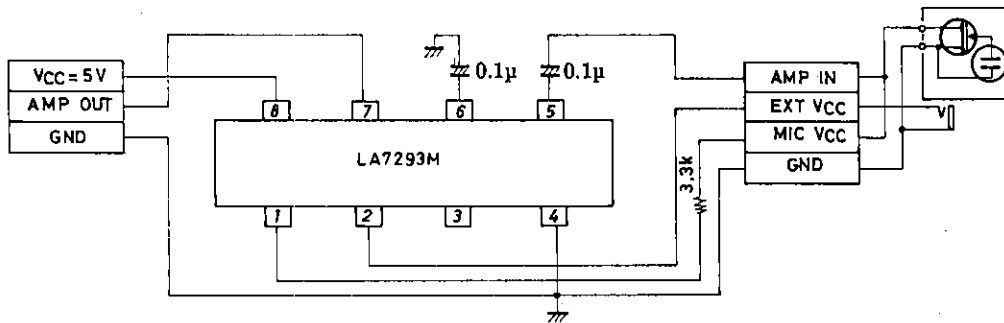 VCC=5V
AMP OUT
GND
0.1μ
0.1μ
8
7
6
5
LA7293M
1
2
3
4
3.3k
AMP IN
EXT VCC
MIC VCC
GND